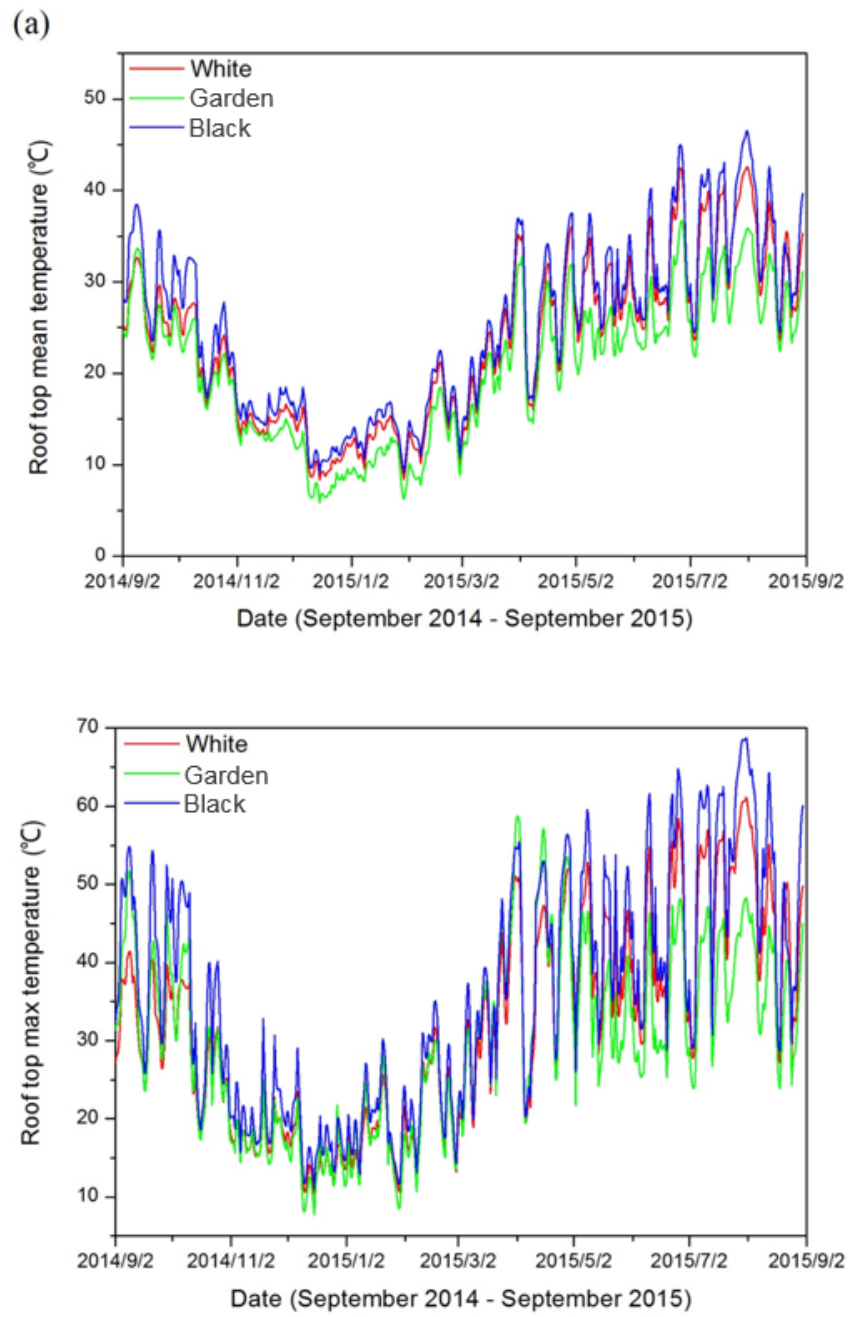 (a)
White
Garden
Black
50
40
30
20
10
0
Roof top mean temperature (℃)
2014/9/2 2014/11/2 2015/1/2 2015/3/2 2015/5/2 2015/7/2 2015/9/2
Date (September 2014 - September 2015)
White
Garden
Black
70
60
50
40
30
20
10
Roof top max temperature (℃)
2014/9/2 2014/11/2 2015/1/2 2015/3/2 2015/5/2 2015/7/2 2015/9/2
Date (September 2014 - September 2015)